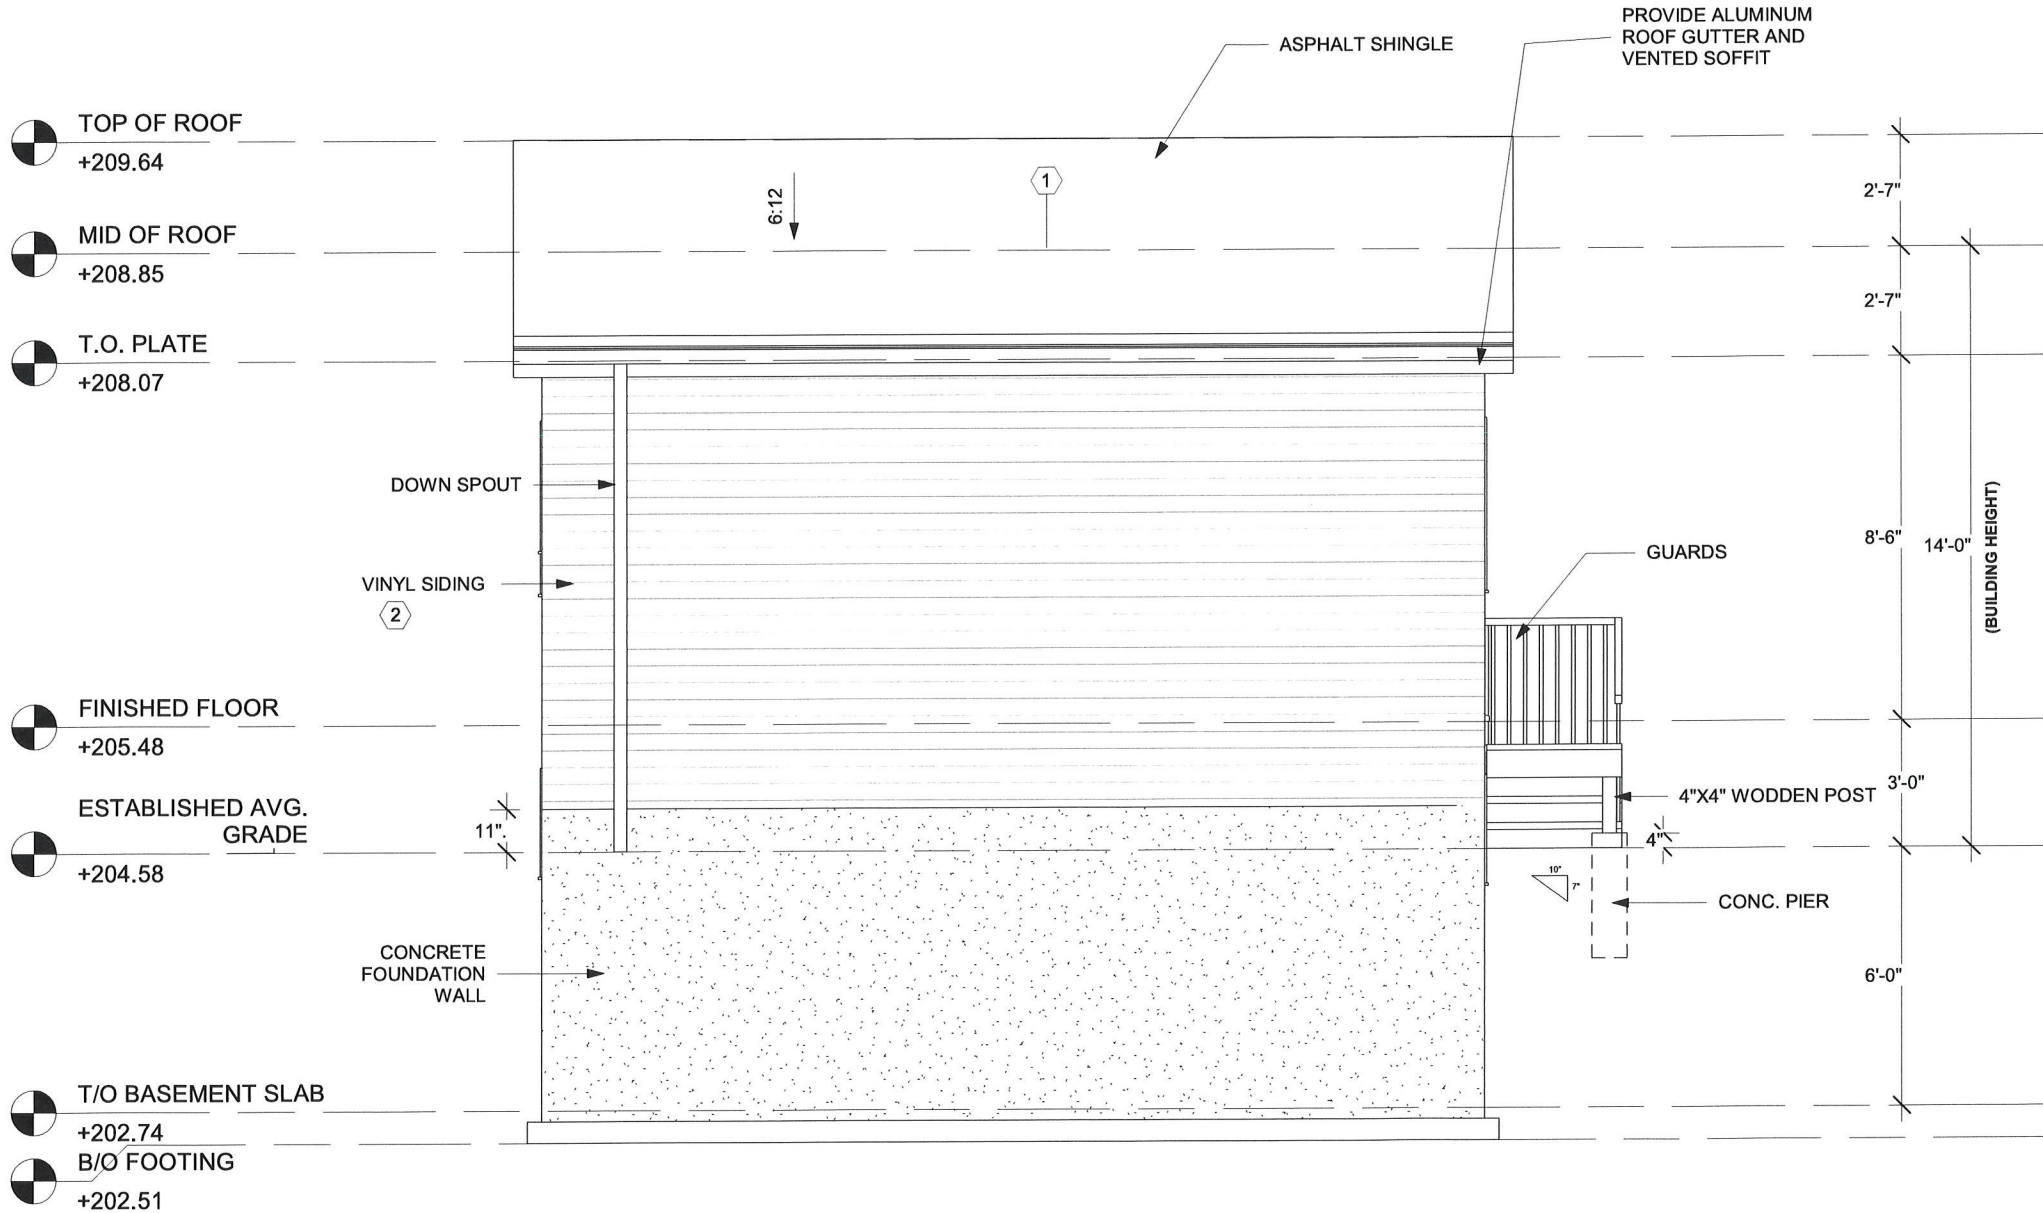 PROVIDE ALUMINUM
ROOF GUTTER AND
VENTED SOFFIT
ASPHALT SHINGLE
TOP OF ROOF
+209.64
6:12
1
2'-7"
MID OF ROOF
+208.85
2'-7"
T.O. PLATE
+208.07
DOWN SPOUT
VINYL SIDING
2
8'-6"
14'-0"
(BUILDING HEIGHT)
GUARDS
FINISHED FLOOR
+205.48
ESTABLISHED AVG.
GRADE
+204.58
11"
4"X4" WODDEN POST
3'-0"
4"
10"
7"
CONC. PIER
CONCRETE
FOUNDATION
WALL
6'-0"
T/O BASEMENT SLAB
+202.74
B/O FOOTING
+202.51